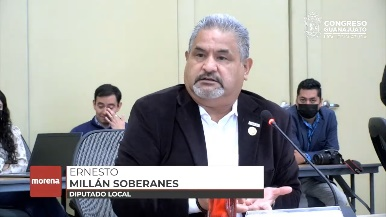 CONGRESO
GUANAJUATO
morena
ERNESTO
MILLÁN SOBERANES
DIPUTADO LOCAL